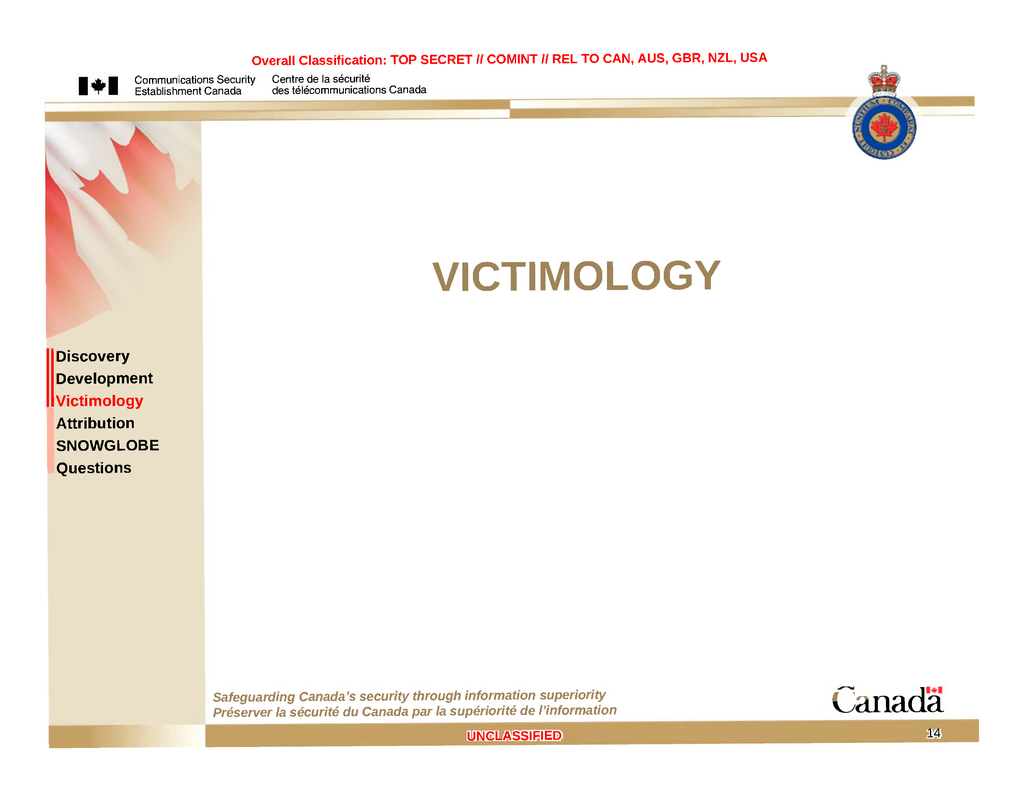 Overall Classification: TOP SECRET // COMINT // REL TO CAN, AUS, GBR, NZL, USA
Communications Security
Establishment Canada
Centre de la sécurité
des télécommunications Canada
VICTIMOLOGY
Discovery
Development
Victimology
Attribution
SNOWGLOBE
Questions
Safeguarding Canada's security through information superiority
Préserver la sécurité du Canada par la supériorité de l'information
Canada
UNCLASSIFIED
14